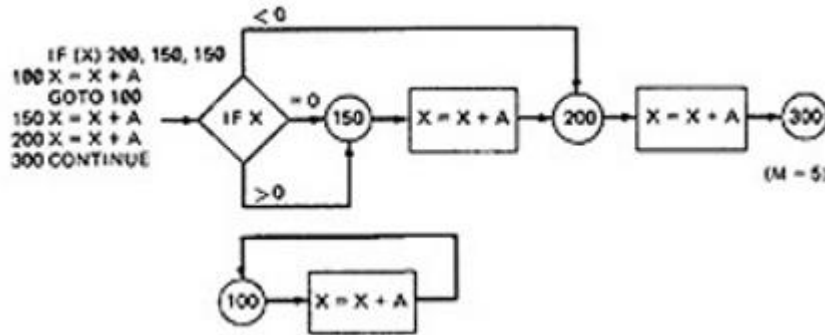 IF (X) 200, 150, 150
100 X = X + A
GOTO 100
150 X = X + A
200 X = X + A
300 CONTINUE
< 0
IF X
= 0
150
X = X + A
200
X = X + A
300
> 0
(M = 5)
100
X = X + A